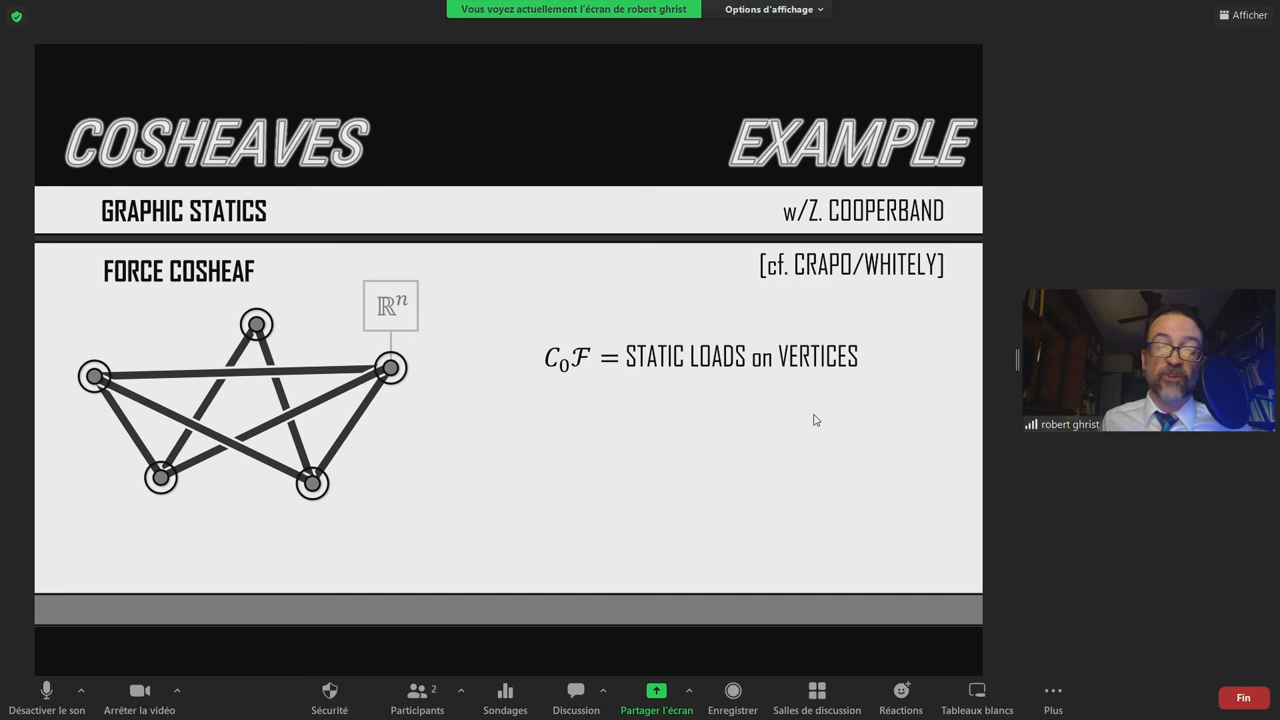 Vous voyez actuellement l'écran de robert ghrist
Options d'affichage
Afficher
COSHEAVES
EXAMPLE
GRAPHIC STATICS
w/Z. COOPERBAND
FORCE COSHEAF
[cf. CRAPO/WHITELY]
ℝⁿ
C₀ℱ = STATIC LOADS on VERTICES
robert ghrist
Désactiver le son
Arrêter la vidéo
Sécurité
Participants
2
Sondages
Discussion
Partager l'écran
Enregistrer
Salles de discussion
Réactions
Tableaux blancs
Plus
Fin